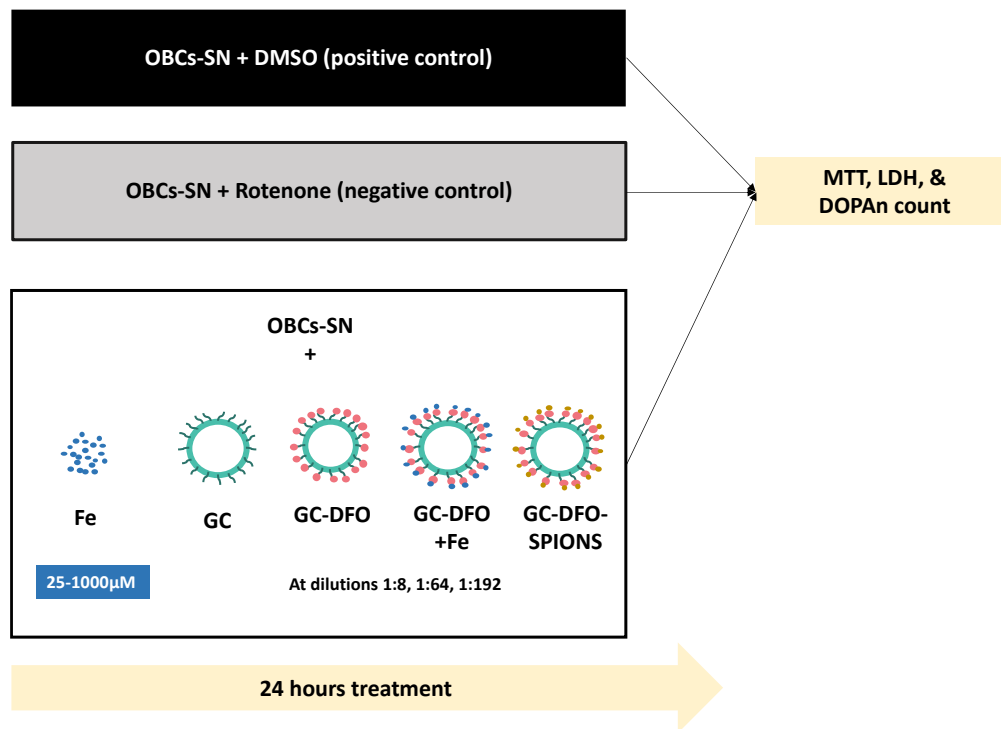 OBCs-SN + DMSO (positive control)
OBCs-SN + Rotenone (negative control)
MTT, LDH, &
DOPAn count
OBCs-SN
+
Fe
GC
GC-DFO
GC-DFO
+Fe
GC-DFO-
SPIONS
25-1000μM
At dilutions 1:8, 1:64, 1:192
24 hours treatment